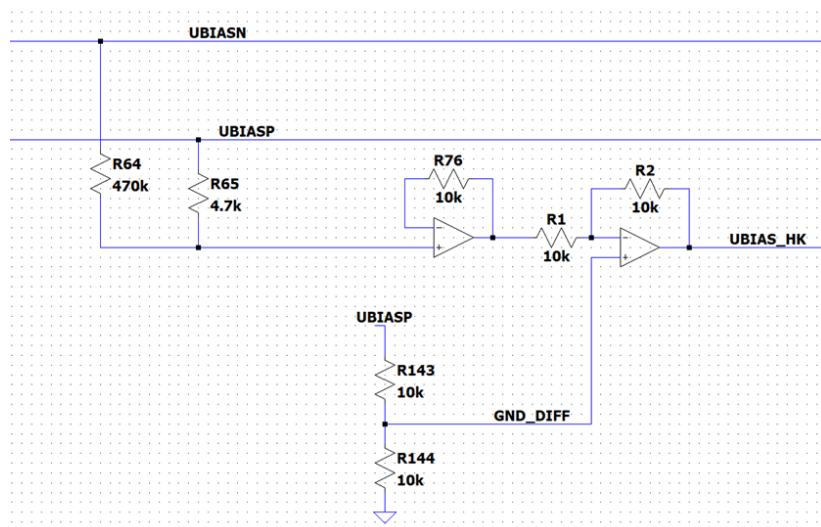 UBIASN
UBIASP
R64
470k
R65
4.7k
R76
10k
R1
10k
R2
10k
UBIAS_HK
UBIASP
R143
10k
GND_DIFF
R144
10k